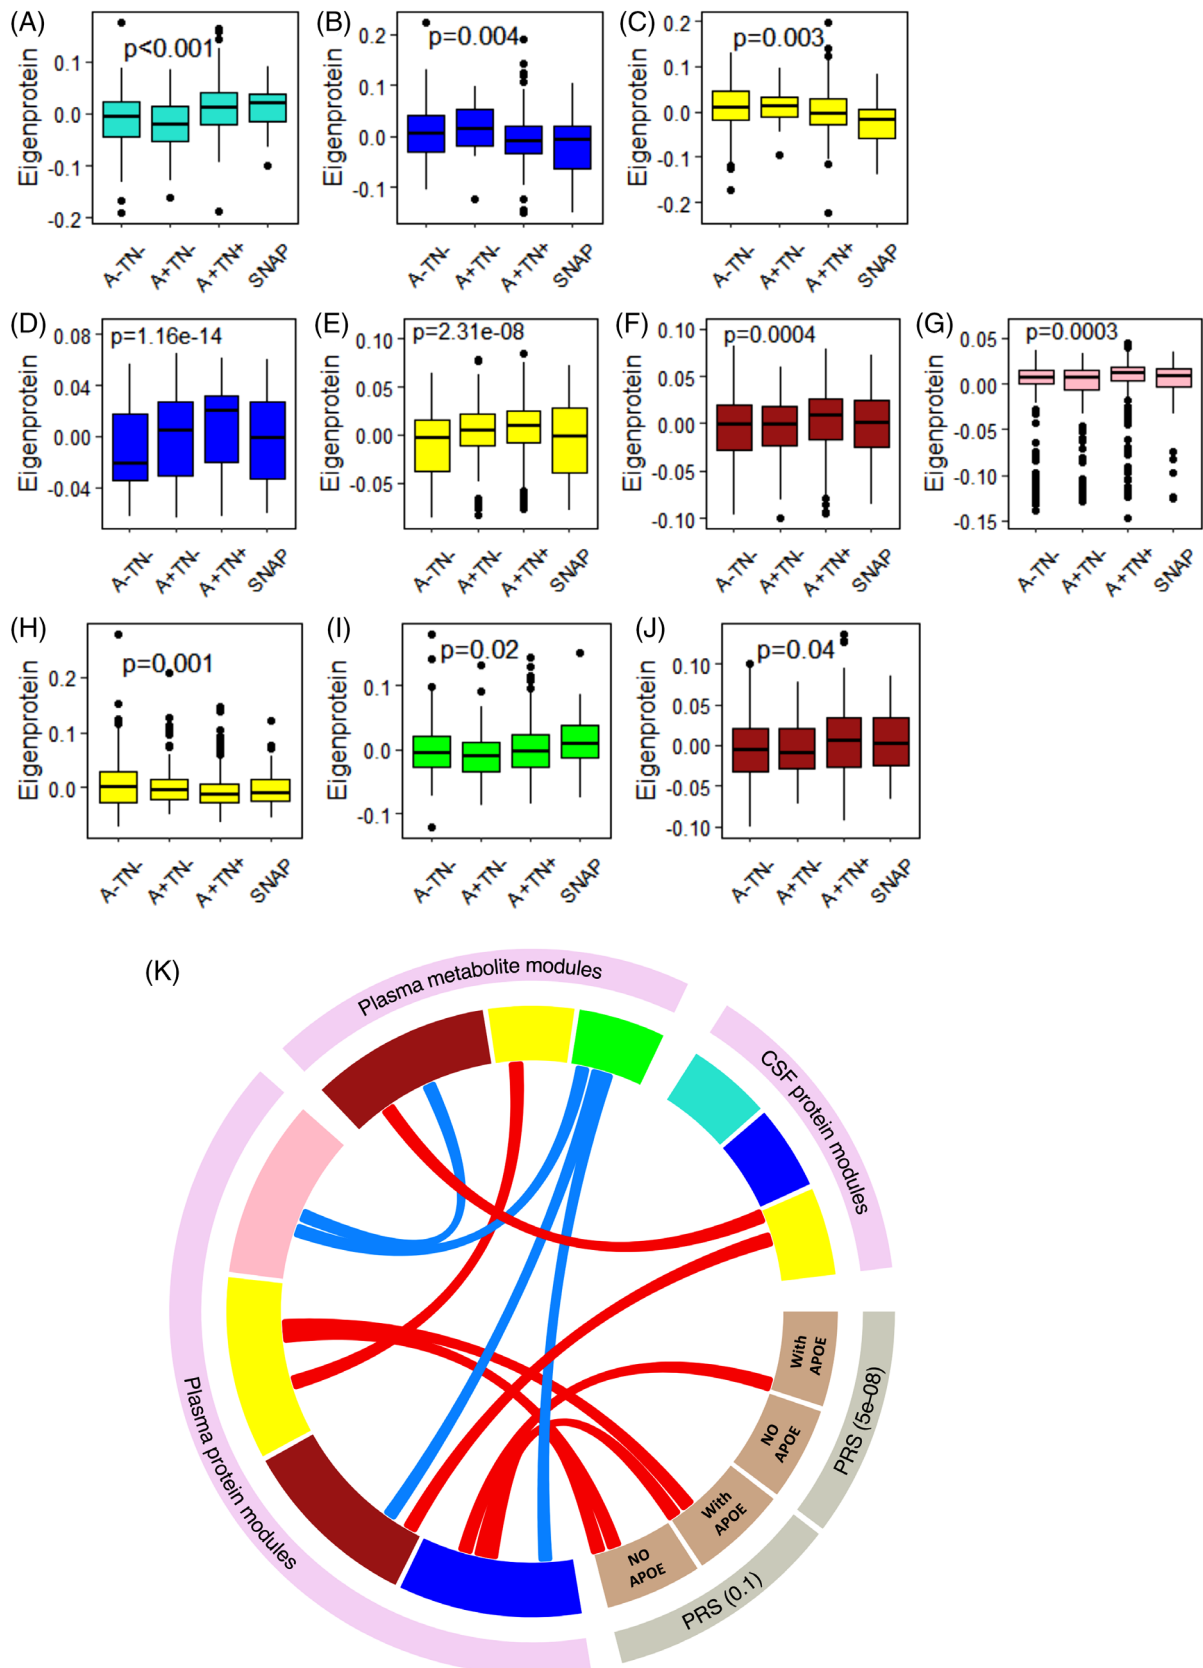 (A)
p<0.001
Eigenprotein
0.1
0.0
-0.1
-0.2
A-TN-
A+TN-
A+TN+
SNAP
(B)
p=0.004
Eigenprotein
0.2
0.1
0.0
-0.1
A-TN-
A+TN-
A+TN+
SNAP
(C)
p=0.003
Eigenprotein
0.2
0.1
0.0
-0.1
-0.2
A-TN-
A+TN-
A+TN+
SNAP
(D)
p=1.16e-14
Eigenprotein
0.08
0.04
0.00
-0.04
A-TN-
A+TN-
A+TN+
SNAP
(E)
p=2.31e-08
Eigenprotein
0.10
0.05
0.00
-0.05
A-TN-
A+TN-
A+TN+
SNAP
(F)
p=0.0004
Eigenprotein
0.10
0.05
0.00
-0.05
-0.10
A-TN-
A+TN-
A+TN+
SNAP
(G)
p=0.0003
Eigenprotein
0.05
0.00
-0.05
-0.10
-0.15
A-TN-
A+TN-
A+TN+
SNAP
(H)
p=0.001
Eigenprotein
0.2
0.1
0.0
A-TN-
A+TN-
A+TN+
SNAP
(I)
p=0.02
Eigenprotein
0.1
0.0
-0.1
A-TN-
A+TN-
A+TN+
SNAP
(J)
p=0.04
Eigenprotein
0.10
0.05
0.00
-0.05
-0.10
A-TN-
A+TN-
A+TN+
SNAP
(K)
Plasma metabolite modules
CSF protein modules
Plasma protein modules
With
APOE
NO
APOE
PRS (5e-08)
With
APOE
NO
APOE
PRS (0.1)